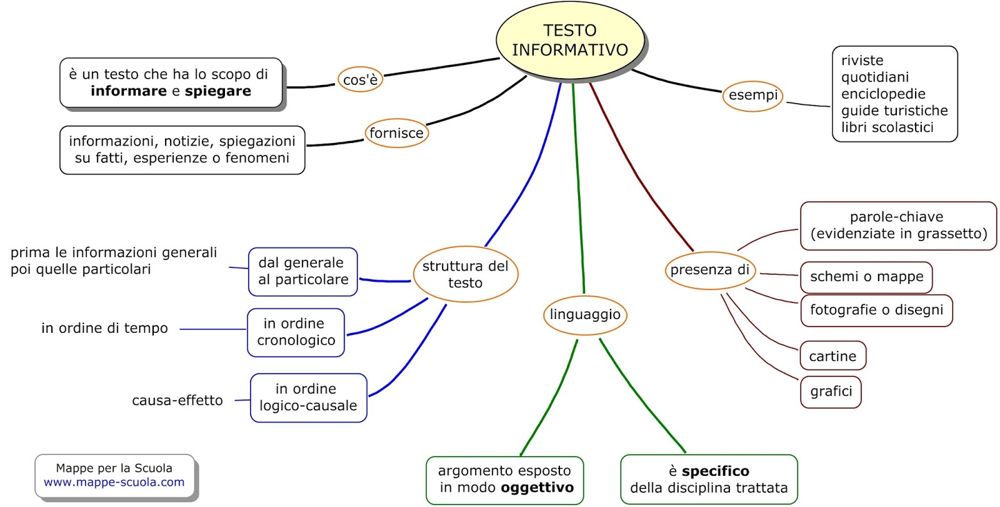 TESTO
INFORMATIVO
cos'è
è un testo che ha lo scopo di
informare e spiegare
fornisce
informazioni, notizie, spiegazioni
su fatti, esperienze o fenomeni
esempi
riviste
quotidiani
enciclopedie
guide turistiche
libri scolastici
struttura del
testo
dal generale
al particolare
prima le informazioni generali
poi quelle particolari
in ordine
cronologico
in ordine di tempo
in ordine
logico-causale
causa-effetto
linguaggio
argomento esposto
in modo oggettivo
è specifico
della disciplina trattata
presenza di
parole-chiave
(evidenziate in grassetto)
schemi o mappe
fotografie o disegni
cartine
grafici
Mappe per la Scuola
www.mappe-scuola.com